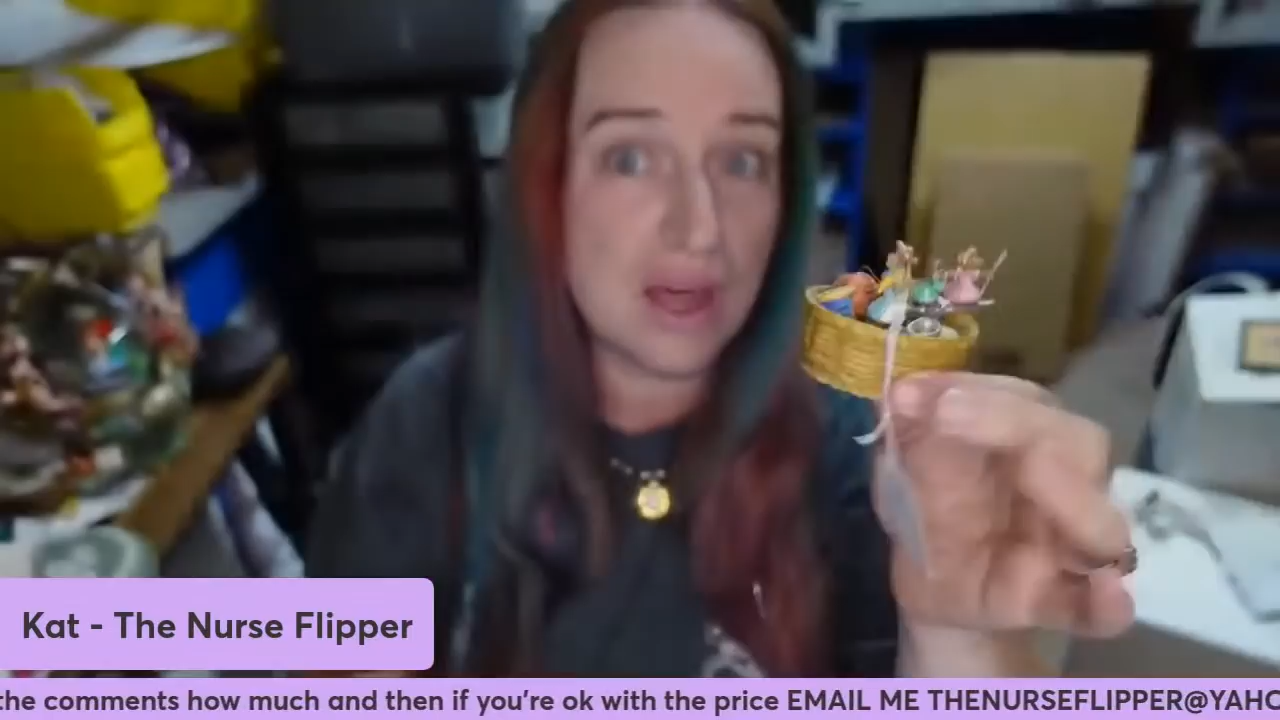 Kat - The Nurse Flipper
the comments how much and then if you're ok with the price EMAIL ME THENURSEFLIPPER@YAHO